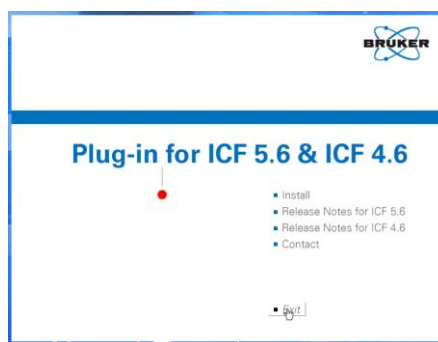 BRUKER
Plug-in for ICF 5.6 & ICF 4.6
Install
Release Notes for ICF 5.6
Release Notes for ICF 4.6
Contact
Exit